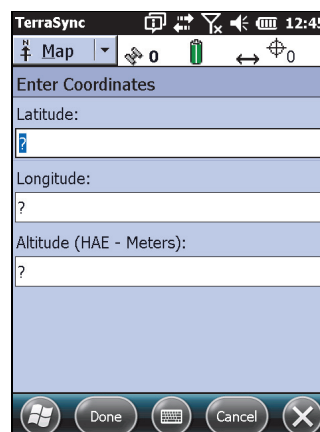 TerraSync 12:45
N Map 0 0
Enter Coordinates
Latitude:
?
Longitude:
?
Altitude (HAE - Meters):
?
Done Cancel